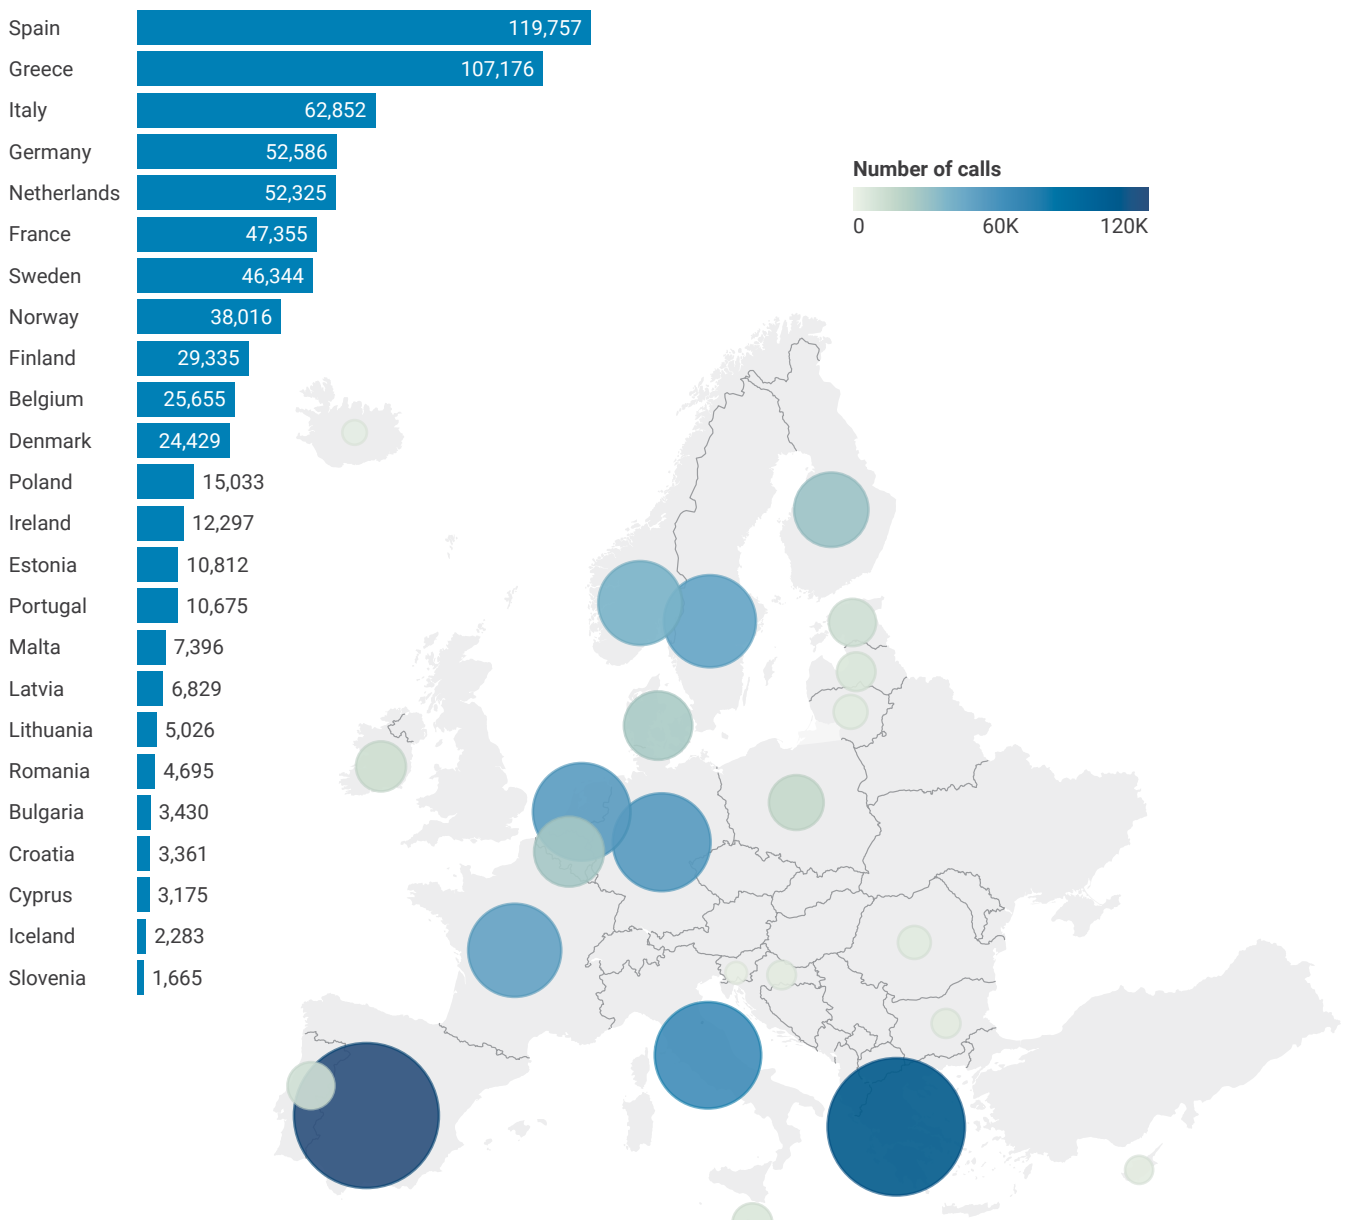 Spain 119,757
Greece 107,176
Italy 62,852
Germany 52,586
Netherlands 52,325
France 47,355
Sweden 46,344
Norway 38,016
Finland 29,335
Belgium 25,655
Denmark 24,429
Poland 15,033
Ireland 12,297
Estonia 10,812
Portugal 10,675
Malta 7,396
Latvia 6,829
Lithuania 5,026
Romania 4,695
Bulgaria 3,430
Croatia 3,361
Cyprus 3,175
Iceland 2,283
Slovenia 1,665
Number of calls
0 60K 120K